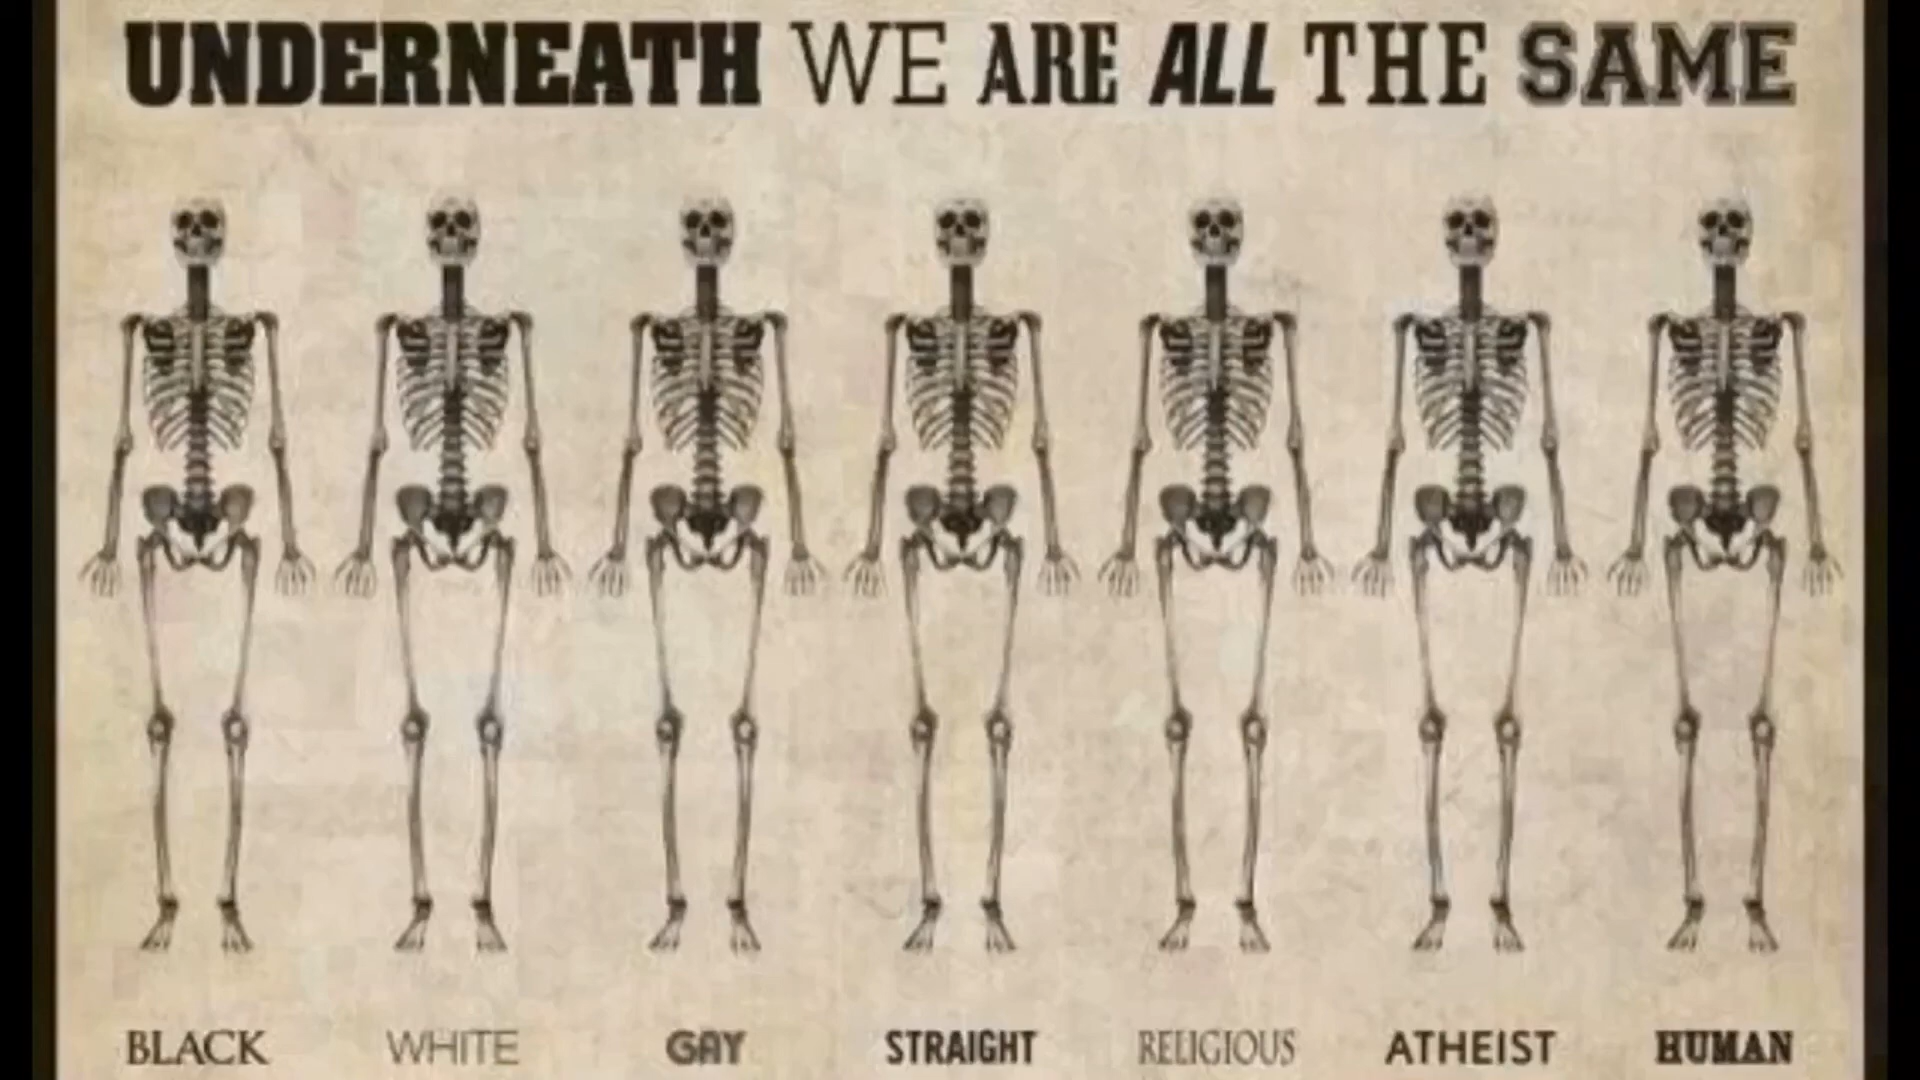 UNDERNEATH WE ARE ALL THE SAME
BLACK WHITE GAY STRAIGHT RELIGIOUS ATHEIST HUMAN